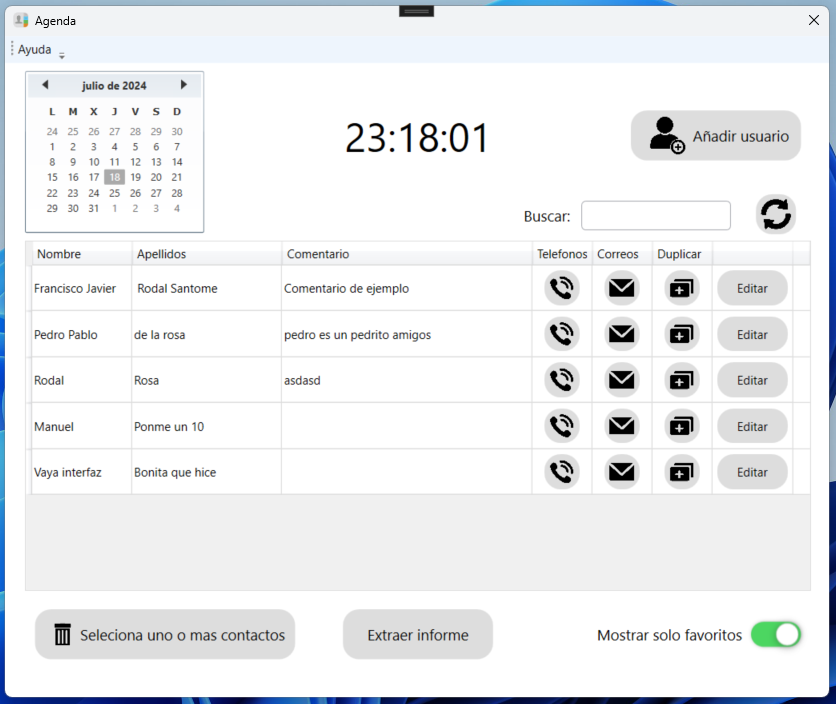 Agenda
Ayuda
julio de 2024
L M X J V S D
24 25 26 27 28 29 30
1 2 3 4 5 6 7
8 9 10 11 12 13 14
15 16 17 18 19 20 21
22 23 24 25 26 27 28
29 30 31 1 2 3 4
23:18:01
Añadir usuario
Buscar:
Nombre Apellidos Comentario Telefonos Correos Duplicar
Francisco Javier Rodal Santome Comentario de ejemplo Editar
Pedro Pablo de la rosa pedro es un pedrito amigos Editar
Rodal Rosa asdasd Editar
Manuel Ponme un 10 Editar
Vaya interfaz Bonita que hice Editar
Seleciona uno o mas contactos Extraer informe Mostrar solo favoritos